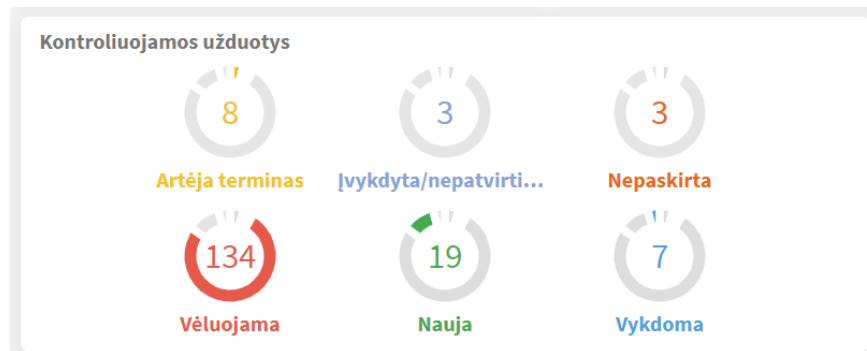 Kontroliuojamos užduotys
8
3
3
Artėja terminas
Įvykdyta/nepatvirti...
Nepaskirta
134
19
7
Vėluojama
Nauja
Vykdoma